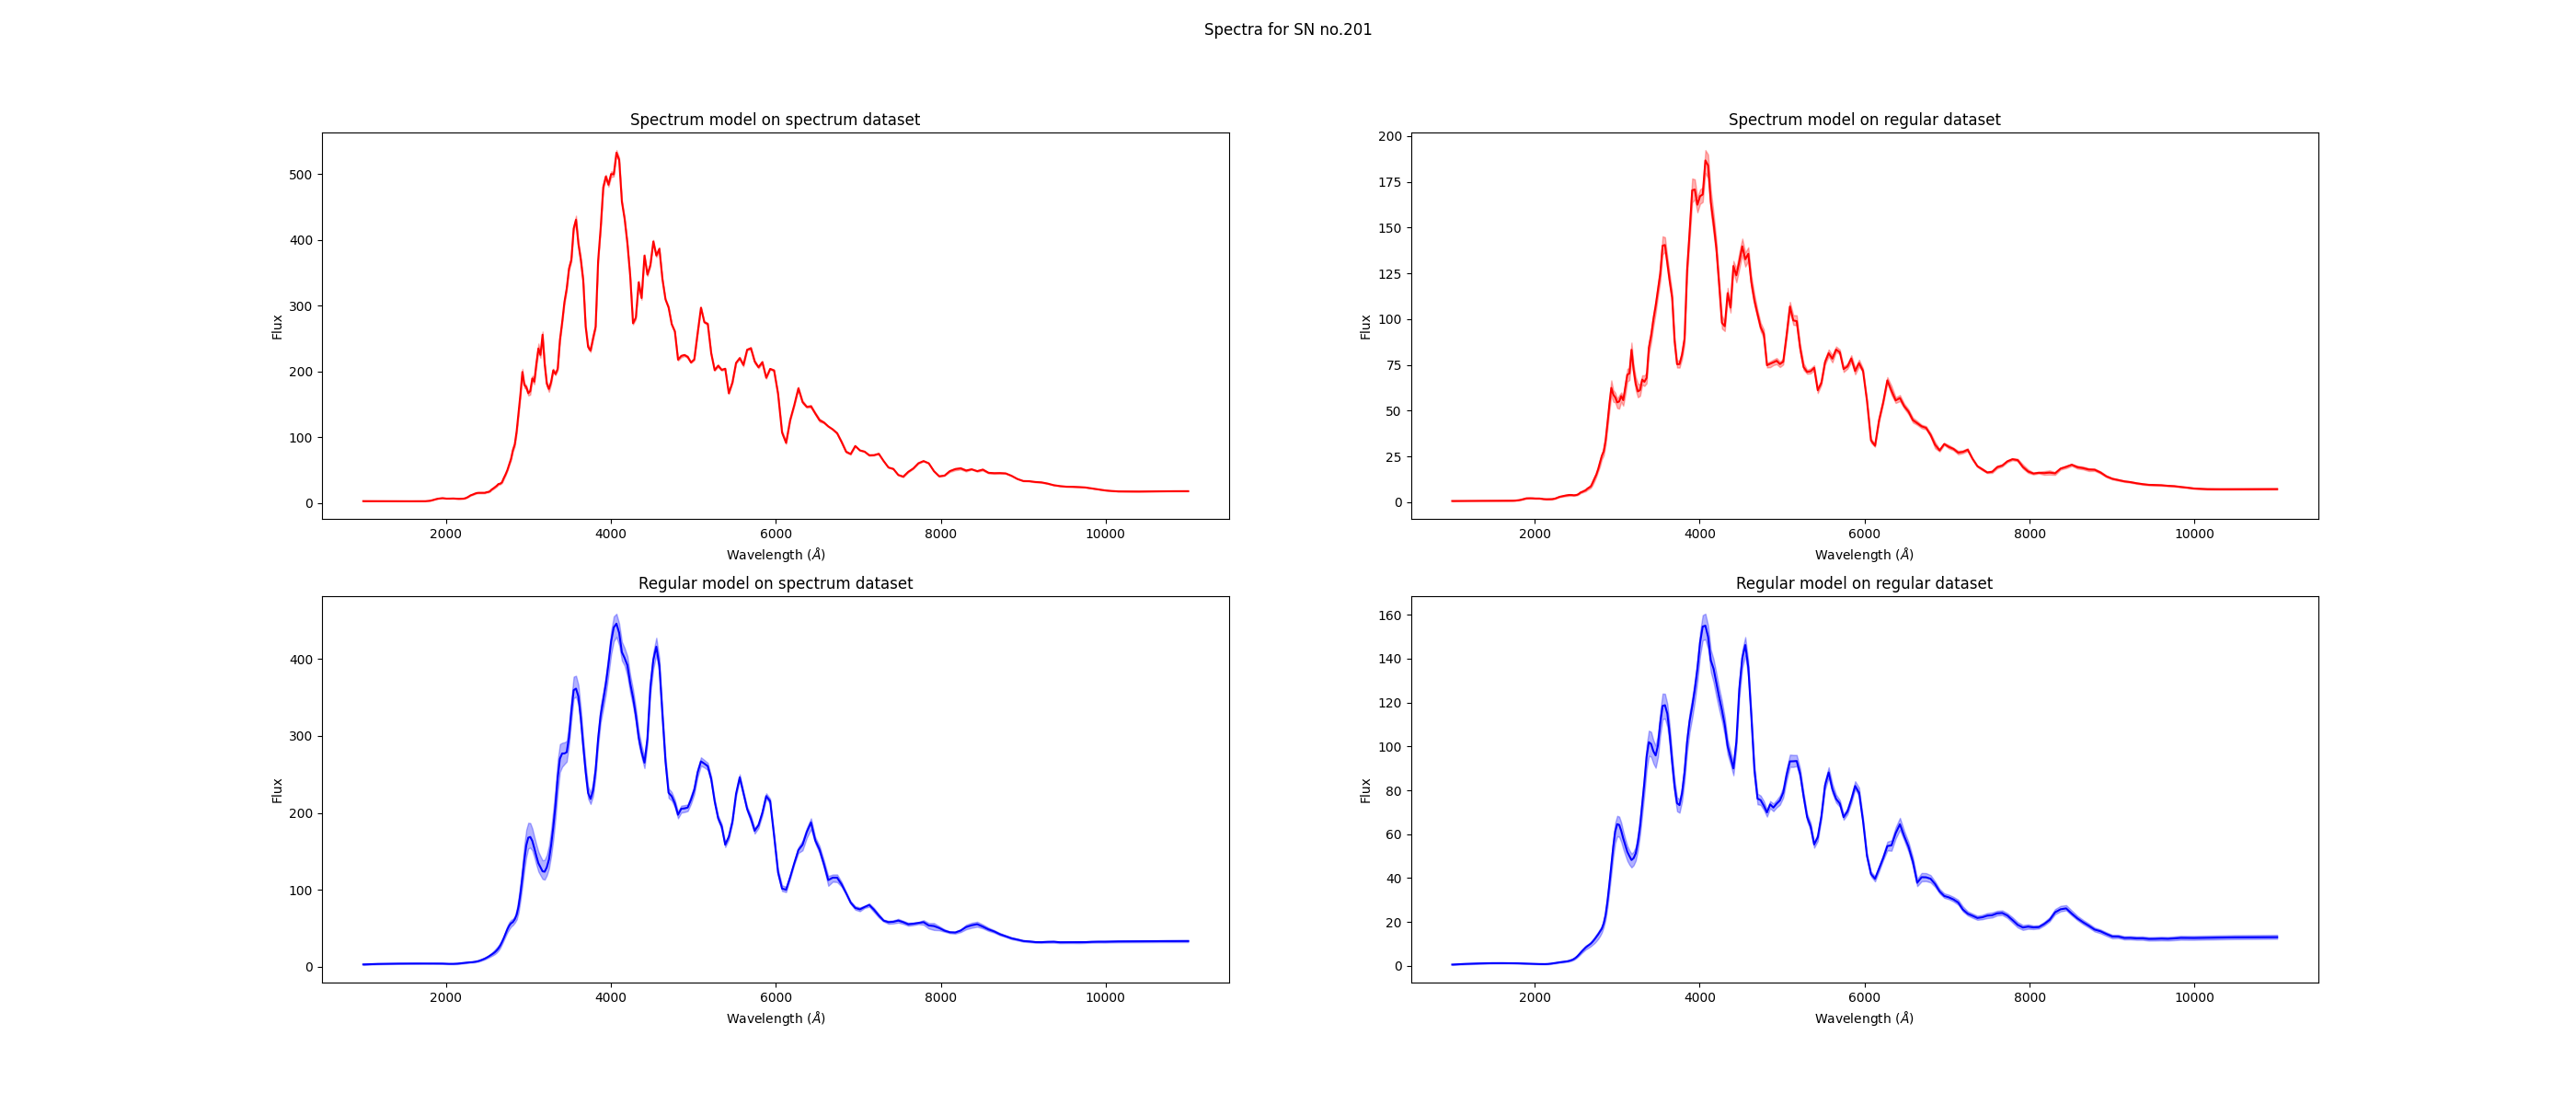 Spectra for SN no.201
Spectrum model on spectrum dataset
500
400
300
200
100
0
Flux
2000 4000 6000 8000 10000
Wavelength (Å)
Spectrum model on regular dataset
200
175
150
125
100
75
50
25
0
Flux
2000 4000 6000 8000 10000
Wavelength (Å)
Regular model on spectrum dataset
400
300
200
100
0
Flux
2000 4000 6000 8000 10000
Wavelength (Å)
Regular model on regular dataset
160
140
120
100
80
60
40
20
0
Flux
2000 4000 6000 8000 10000
Wavelength (Å)